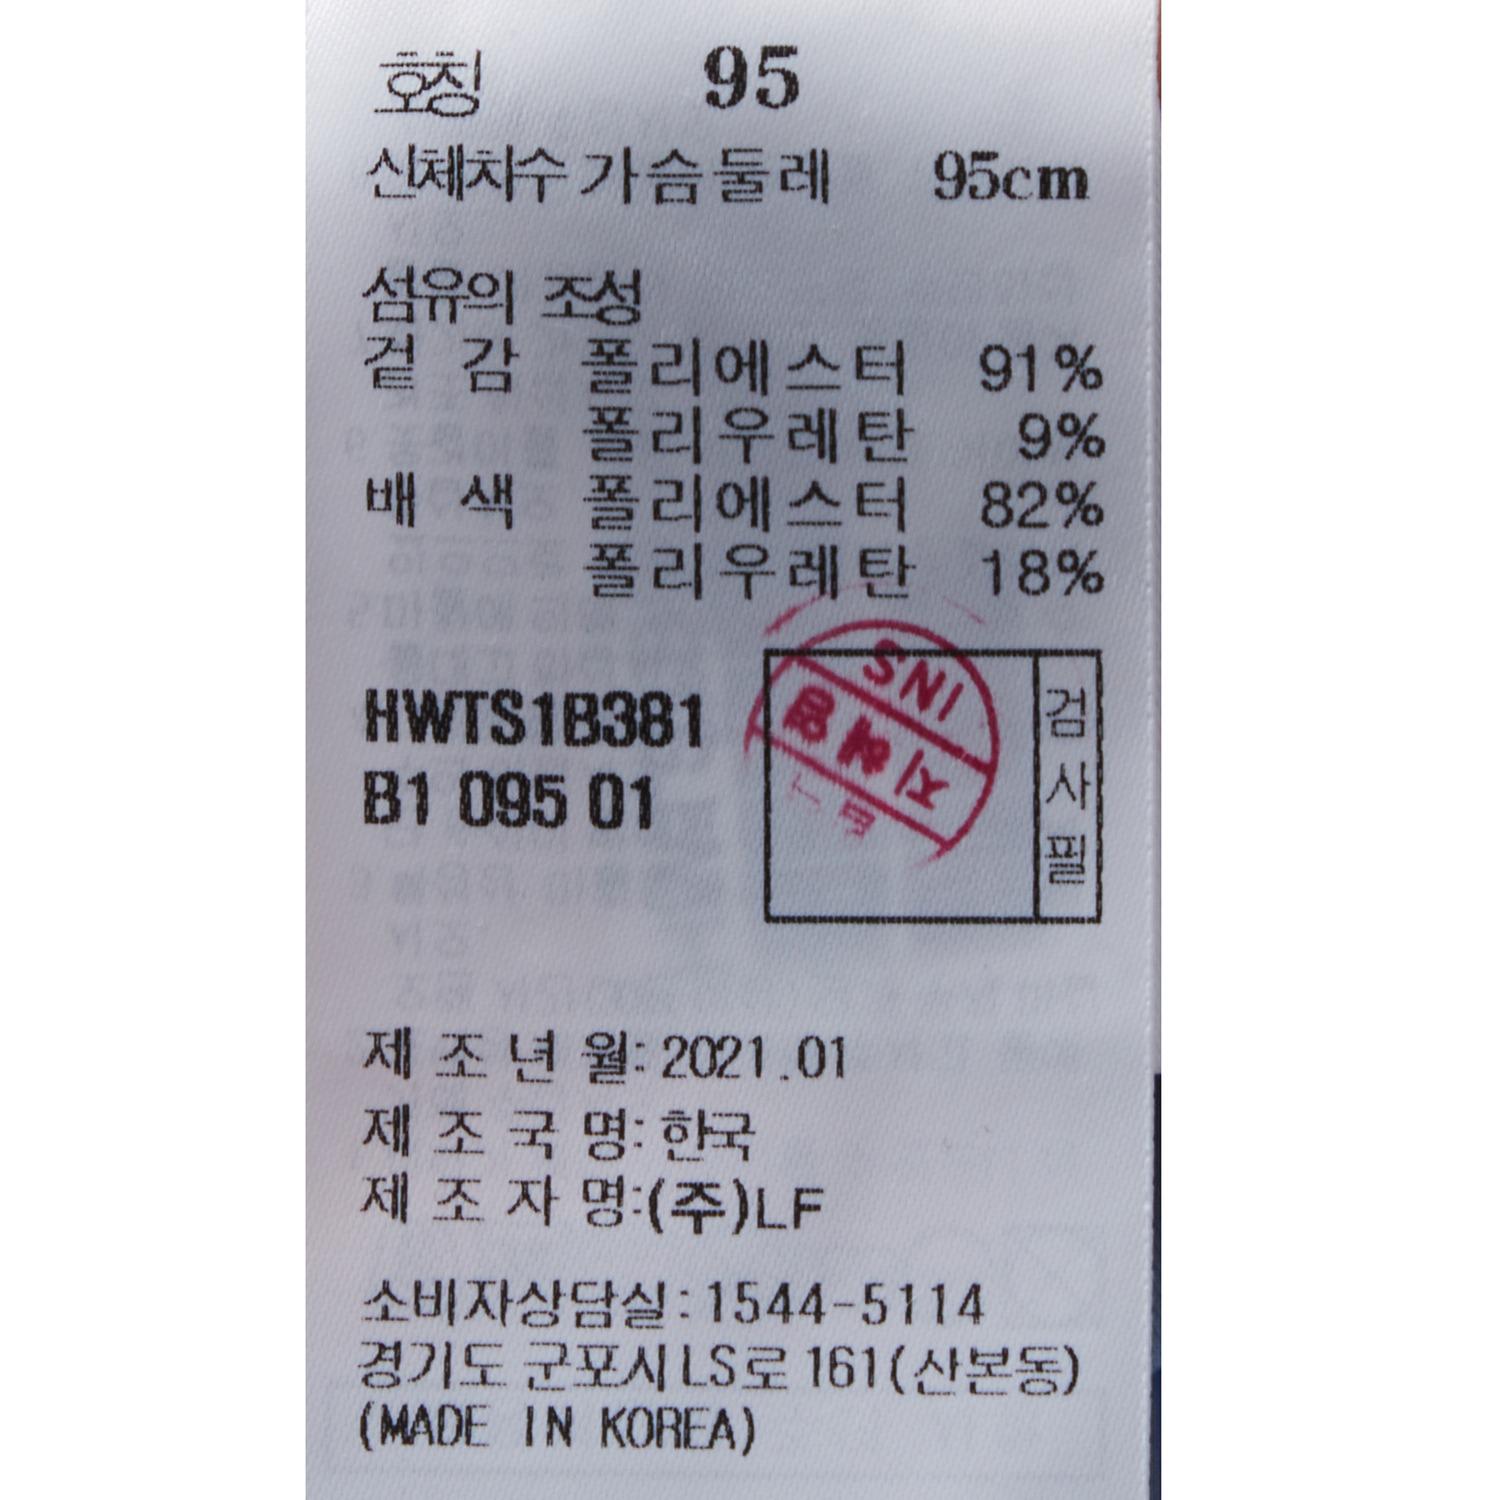 호칭 95
신체치수 가슴둘레 95cm
섬유의 조성
겉 감 폴리에스터 91%
폴리우레탄 9%
배 색 폴리에스터 82%
폴리우레탄 18%
HWTS1B381
B1 095 01
SNI
검사필
제 조 년 월: 2021.01
제 조 국 명: 한국
제 조 자 명:(주)LF
소비자상담실: 1544-5114
경기도 군포시 LS로 161(산본동)
(MADE IN KOREA)